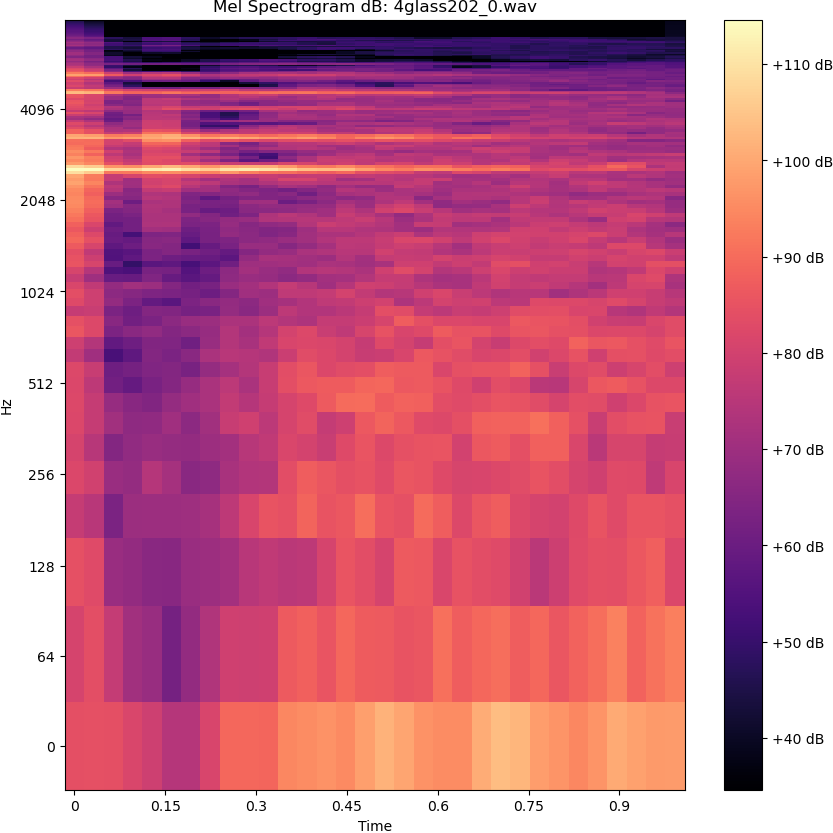 Mel Spectrogram dB: 4glass202_0.wav
+110 dB
4096
+100 dB
2048
+90 dB
1024
+80 dB
512
Hz
+70 dB
256
+60 dB
128
+50 dB
64
0
+40 dB
0 0.15 0.3 0.45 0.6 0.75 0.9
Time